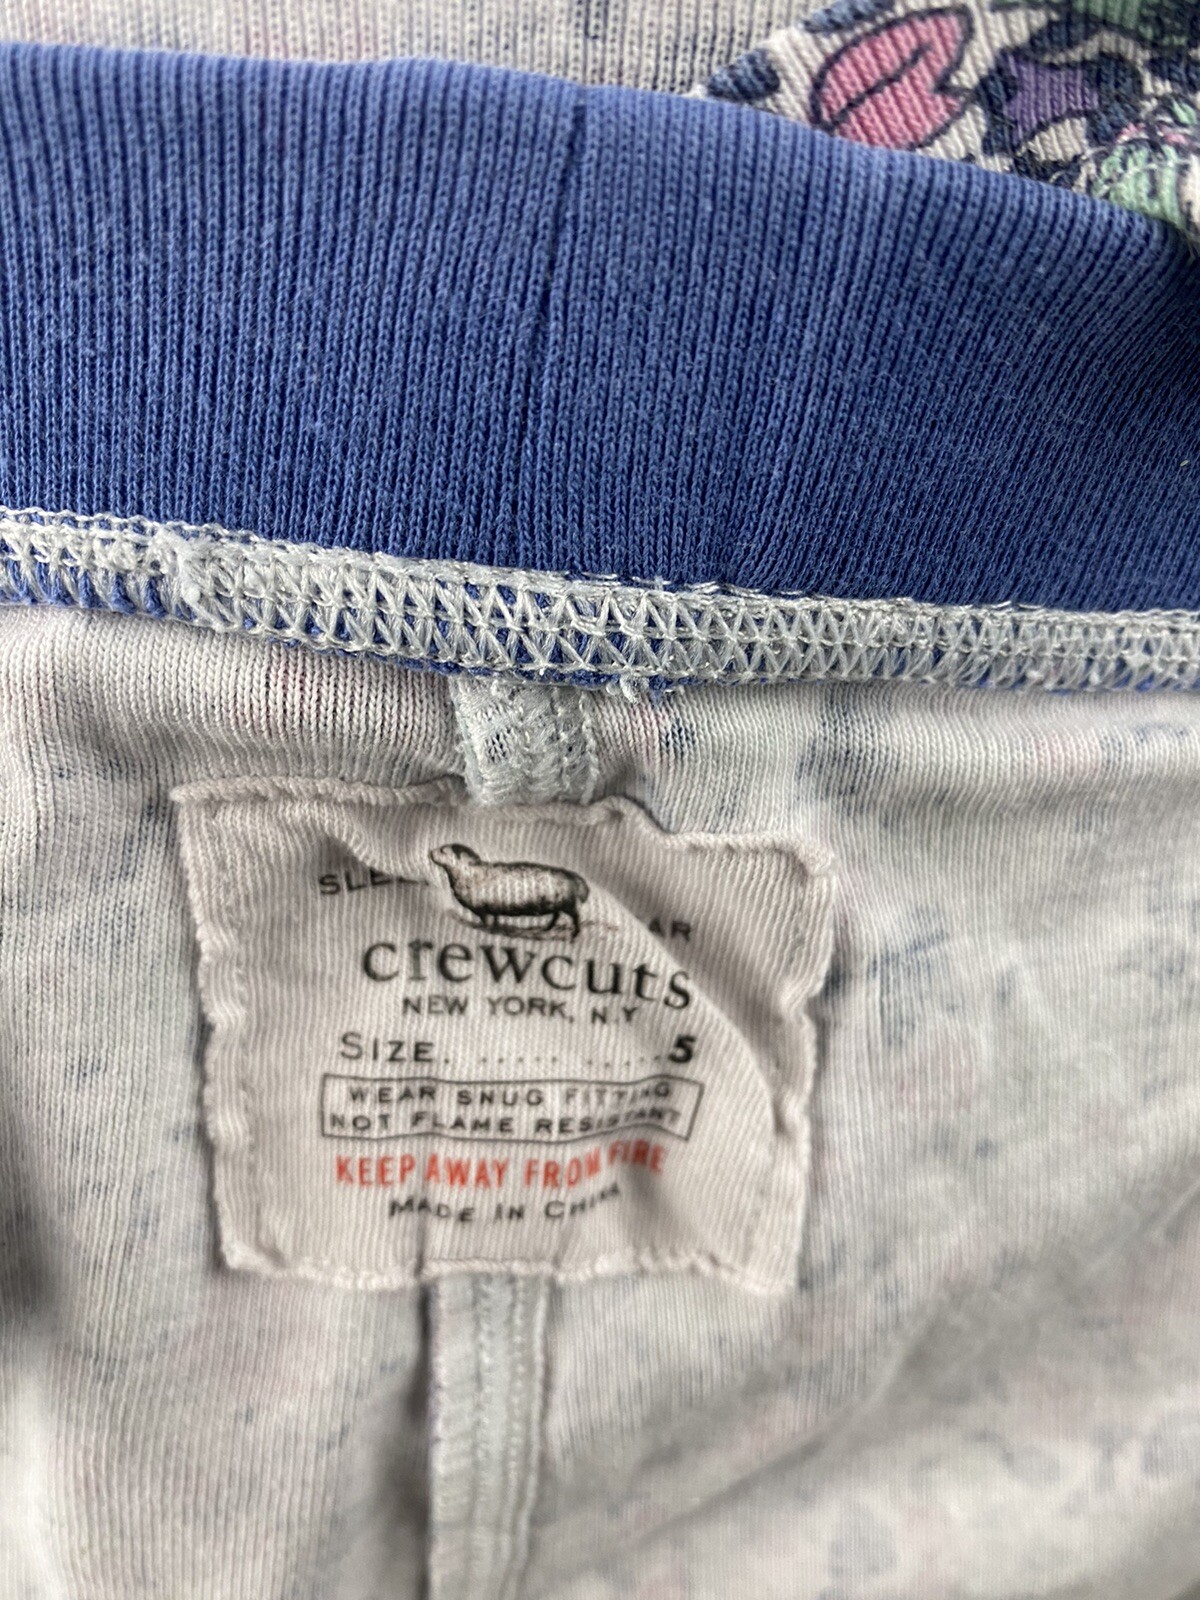 crewcuts
NEW YORK, N.Y
SIZE. ..... ..... 5
WEAR SNUG FITTING
NOT FLAME RESISTANT
KEEP AWAY FROM FIRE
MADE IN CHINA